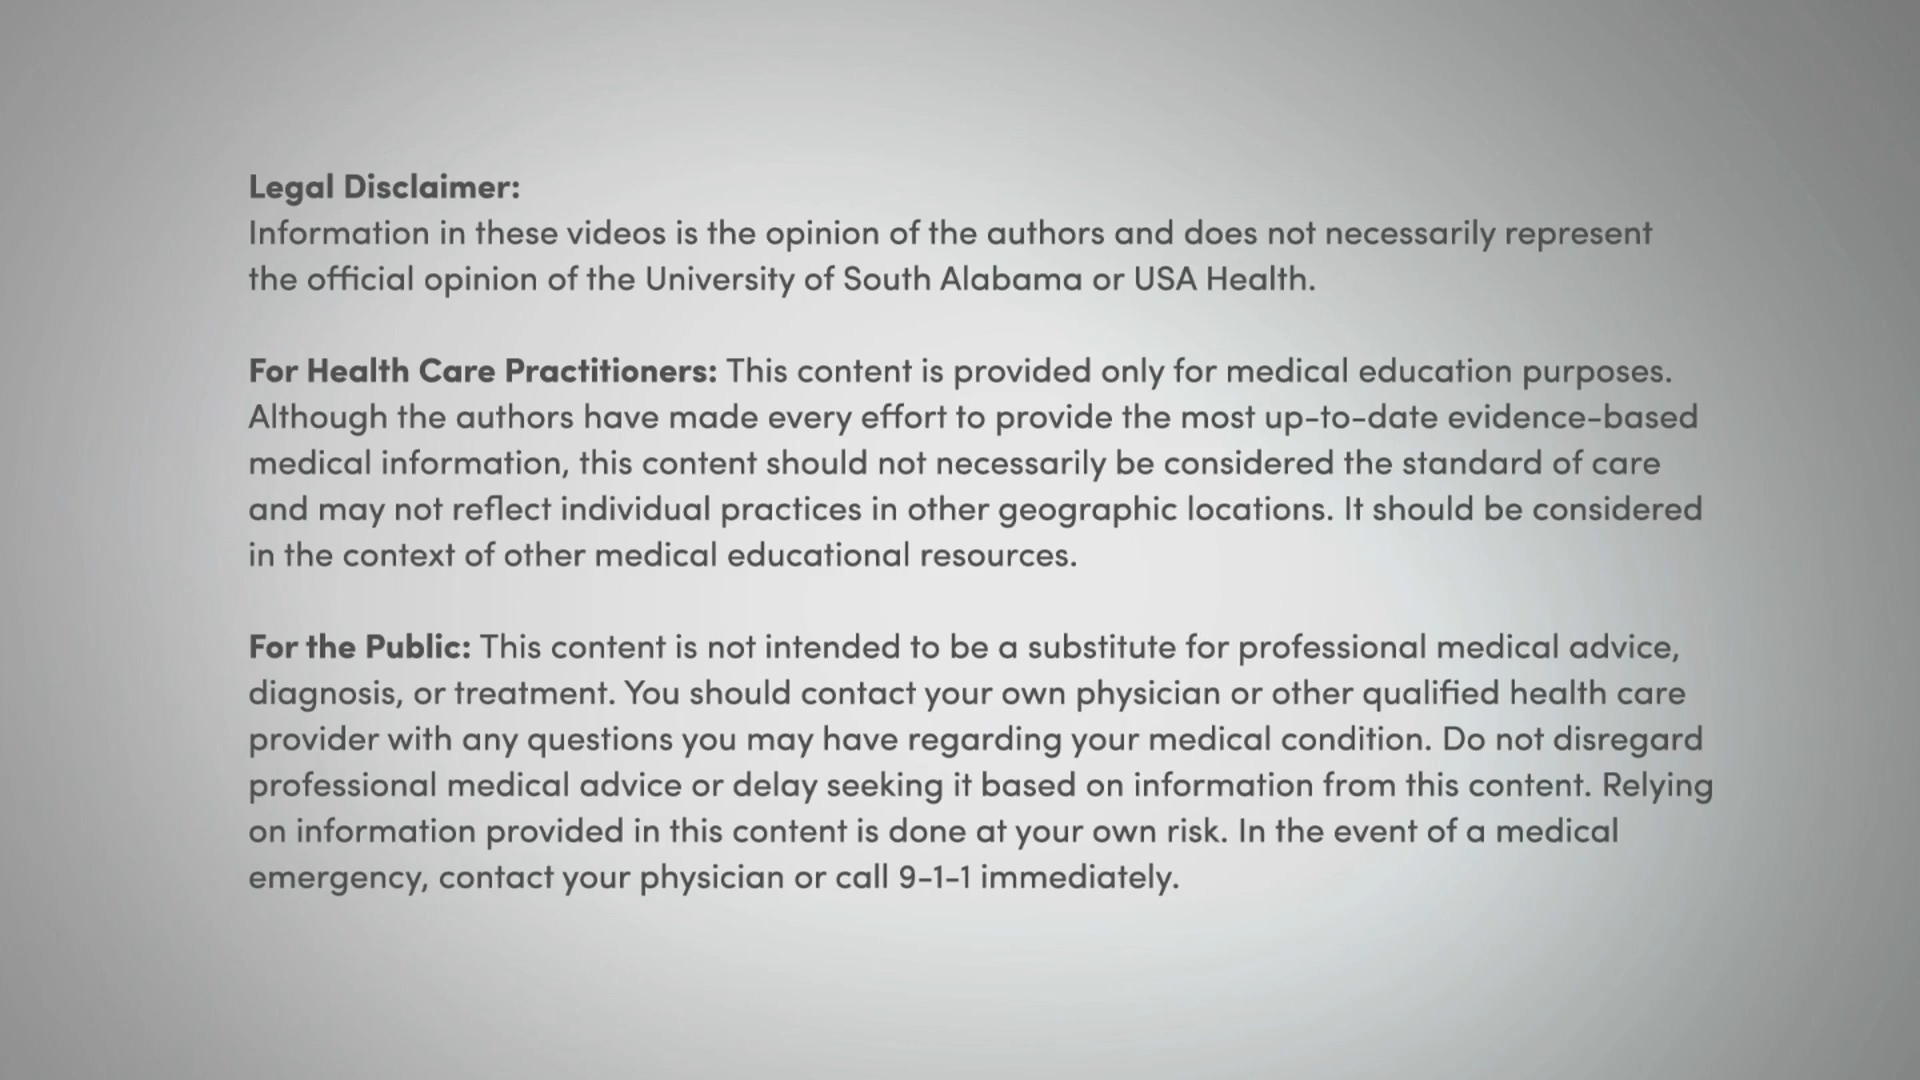 Legal Disclaimer:
Information in these videos is the opinion of the authors and does not necessarily represent
the official opinion of the University of South Alabama or USA Health.
For Health Care Practitioners: This content is provided only for medical education purposes.
Although the authors have made every effort to provide the most up-to-date evidence-based
medical information, this content should not necessarily be considered the standard of care
and may not reflect individual practices in other geographic locations. It should be considered
in the context of other medical educational resources.
For the Public: This content is not intended to be a substitute for professional medical advice,
diagnosis, or treatment. You should contact your own physician or other qualified health care
provider with any questions you may have regarding your medical condition. Do not disregard
professional medical advice or delay seeking it based on information from this content. Relying
on information provided in this content is done at your own risk. In the event of a medical
emergency, contact your physician or call 9-1-1 immediately.